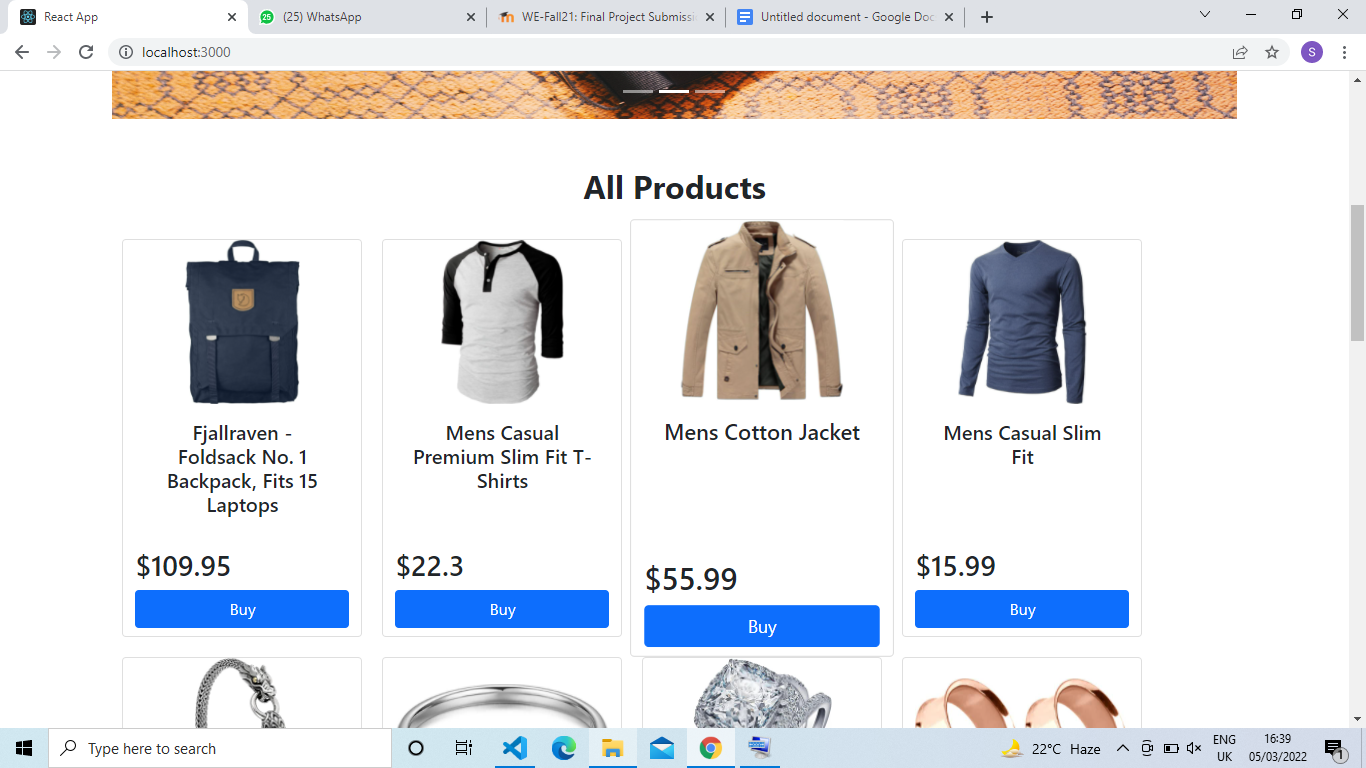 React App
(25) WhatsApp
WE-Fall21: Final Project Submissi
Untitled document - Google Doc
localhost:3000
S
All Products
Fjallraven -
Foldsack No. 1
Backpack, Fits 15
Laptops
$109.95
Buy
Mens Casual
Premium Slim Fit T-
Shirts
$22.3
Buy
Mens Cotton Jacket
$55.99
Buy
Mens Casual Slim
Fit
$15.99
Buy
Type here to search
22°C Haze
ENG
UK
16:39
05/03/2022
1